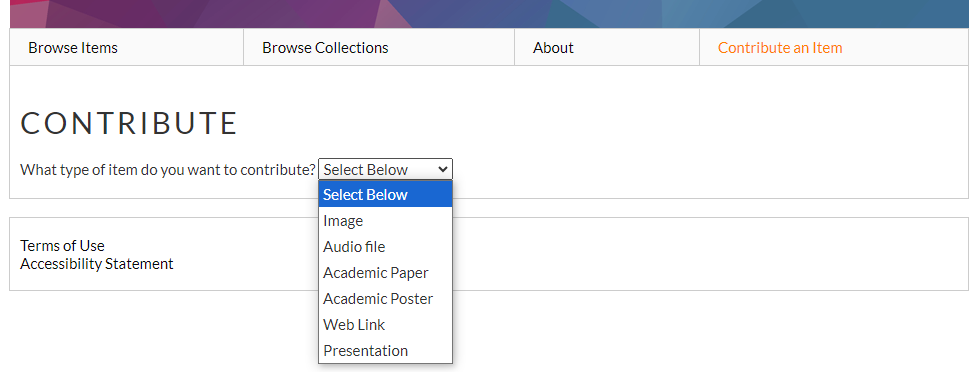 Browse Items
Browse Collections
About
Contribute an Item
CONTRIBUTE
What type of item do you want to contribute? Select Below
Select Below
Image
Audio file
Academic Paper
Academic Poster
Web Link
Presentation
Terms of Use
Accessibility Statement